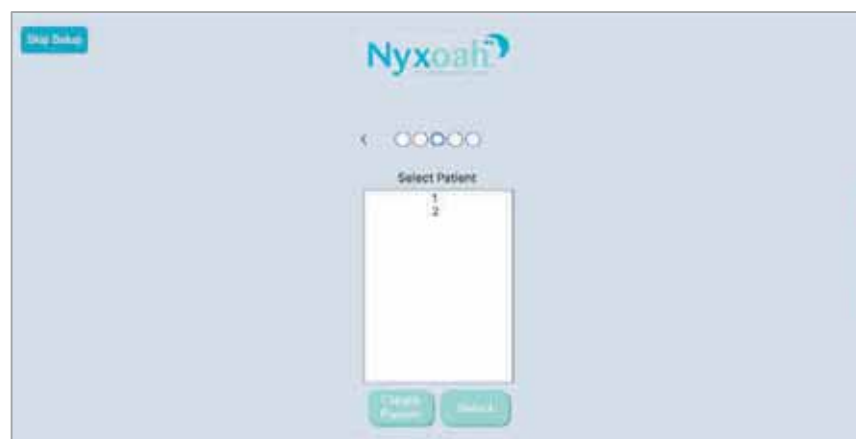 Skip Setup
Nyxoah
<
Select Patient
1
2
Create
Patient
Select